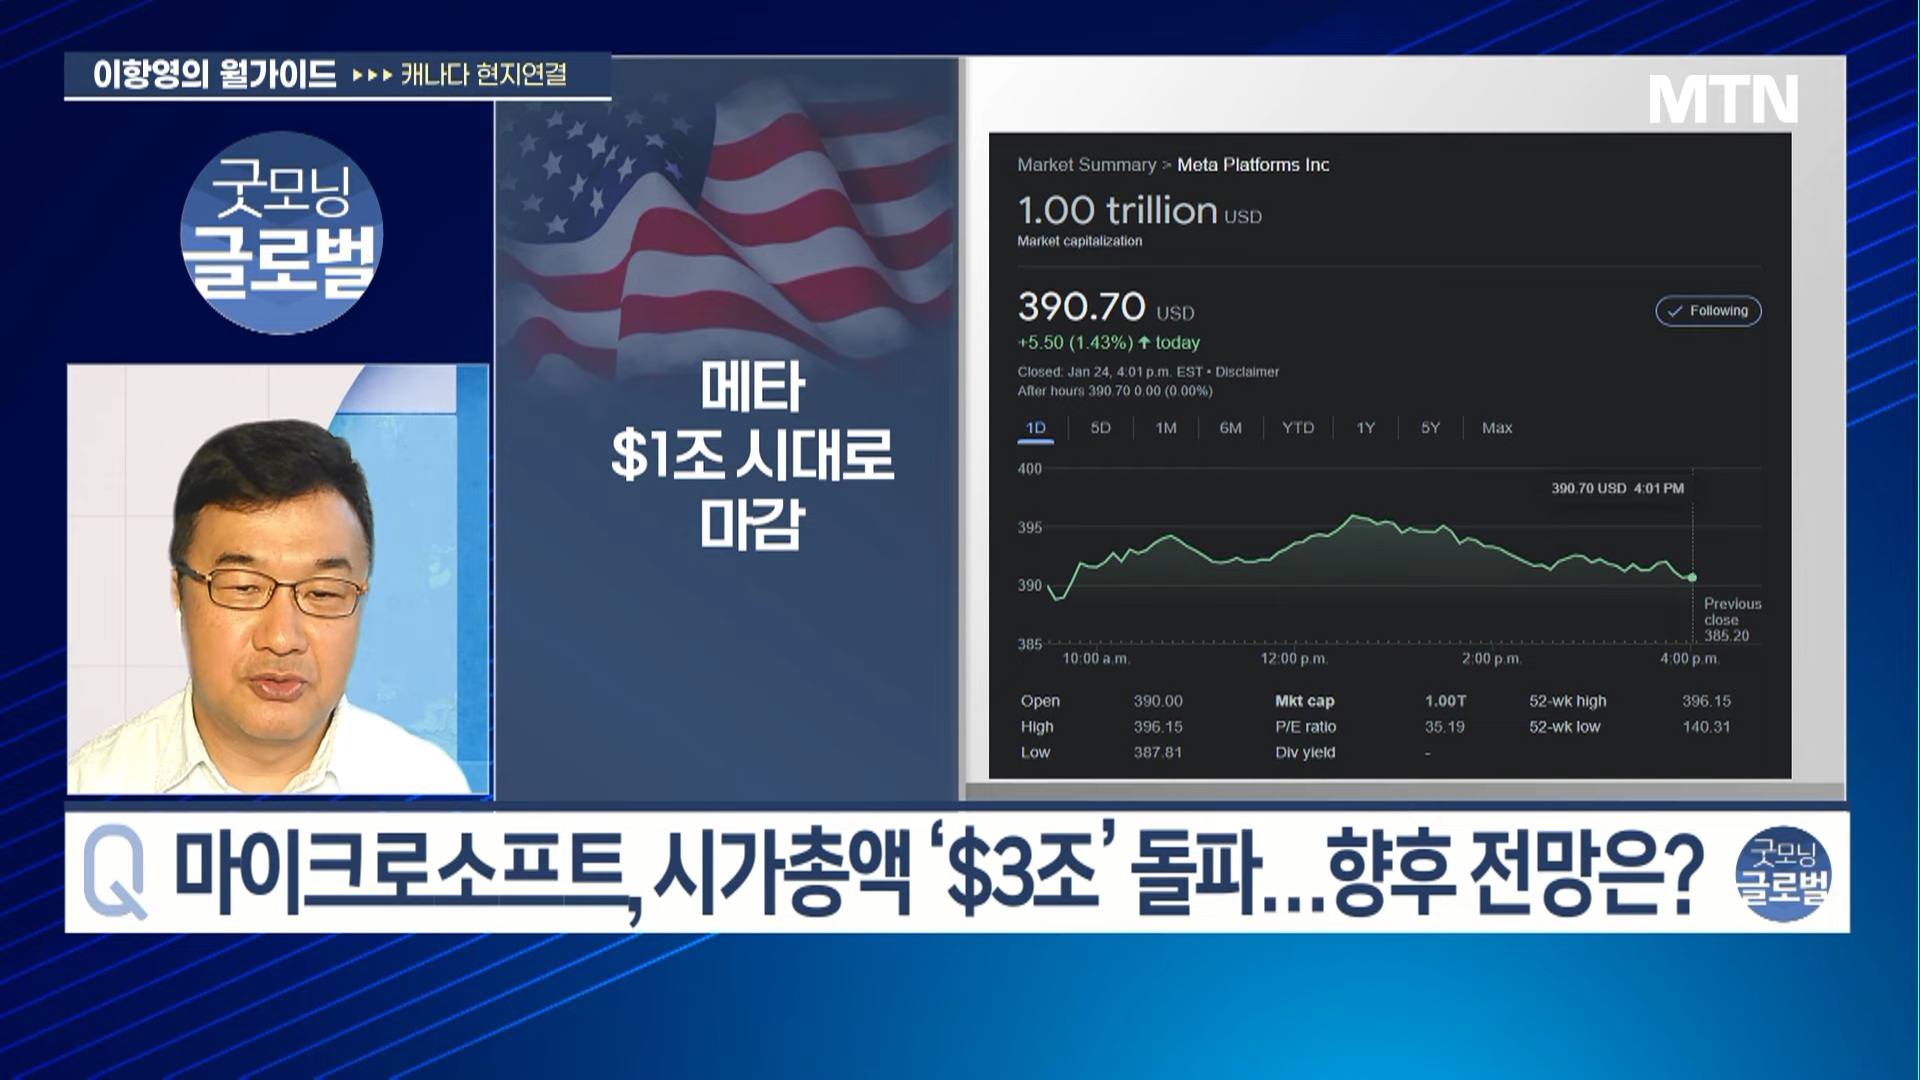 이항영의 월가이드 ▸▸▸ 캐나다 현지연결
MTN
굿모닝
글로벌
메타
$1조 시대로
마감
Market Summary > Meta Platforms Inc
1.00 trillion USD
Market capitalization
390.70 USD
Following
+5.50 (1.43%) ↑ today
Closed: Jan 24, 4:01 p.m. EST • Disclaimer
After hours 390.70 0.00 (0.00%)
1D 5D 1M 6M YTD 1Y 5Y Max
400
390.70 USD 4:01 PM
395
390
Previous
close
385.20
385
10:00 a.m. 12:00 p.m. 2:00 p.m. 4:00 p.m.
Open 390.00 Mkt cap 1.00T 52-wk high 396.15
High 396.15 P/E ratio 35.19 52-wk low 140.31
Low 387.81 Div yield -
Q 마이크로소프트, 시가총액 ‘$3조’ 돌파...향후 전망은?
굿모닝
글로벌